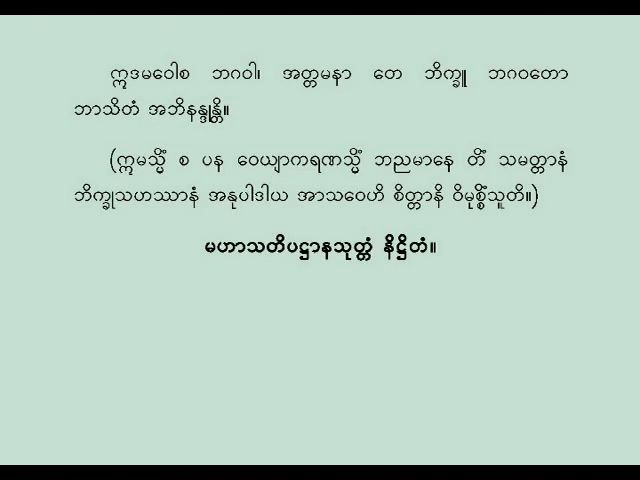 ဣဒမဝေါစ ဘဂဝါ၊ အတ္တမနာ တေ ဘိက္ခူ ဘဂဝတော
ဘာသိတံ အဘိနန္ဒုန္တိ။
(ဣမသ္မိံ စ ပန ဝေယျာကရဏသ္မိံ ဘညမာနေ တိံ သမတ္တာနံ
ဘိက္ခုသဟဿာနံ အနုပါဒါယ အာသဝေဟိ စိတ္တာနိ ဝိမုစ္စိံသူတိ။)
မဟာသတိပဋ္ဌာနသုတ္တံ နိဋ္ဌိတံ။